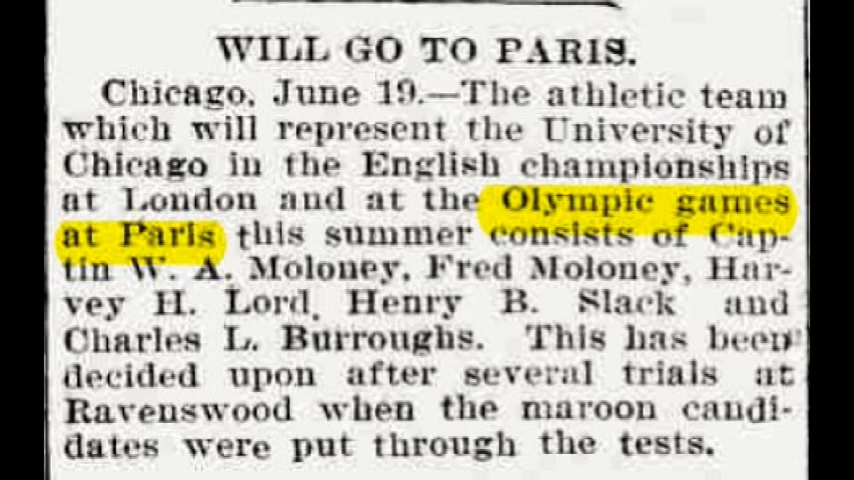 WILL GO TO PARIS.
Chicago, June 19.—The athletic team
which will represent the University of
Chicago in the English championships
at London and at the Olympic games
at Paris this summer consists of Cap-
tin W. A. Moloney, Fred Moloney, Har-
vey H. Lord, Henry B. Slack and
Charles L. Burroughs. This has been
decided upon after several trials at
Ravenswood when the maroon candi-
dates were put through the tests.